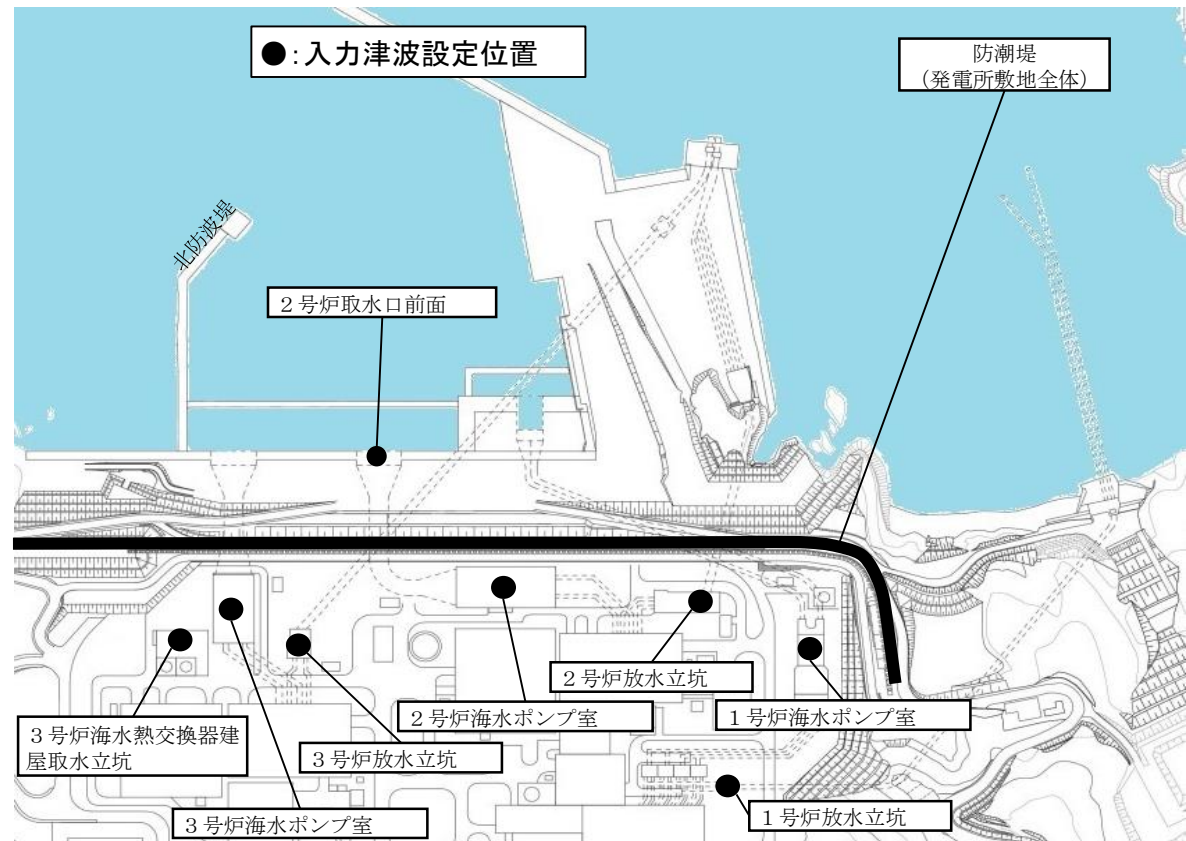 ●：入力津波設定位置
防潮堤
（発電所敷地全体）
北防波堤
２号炉取水口前面
２号炉放水立坑
２号炉海水ポンプ室
１号炉海水ポンプ室
３号炉海水熱交換器建
屋取水立坑
３号炉放水立坑
３号炉海水ポンプ室
１号炉放水立坑